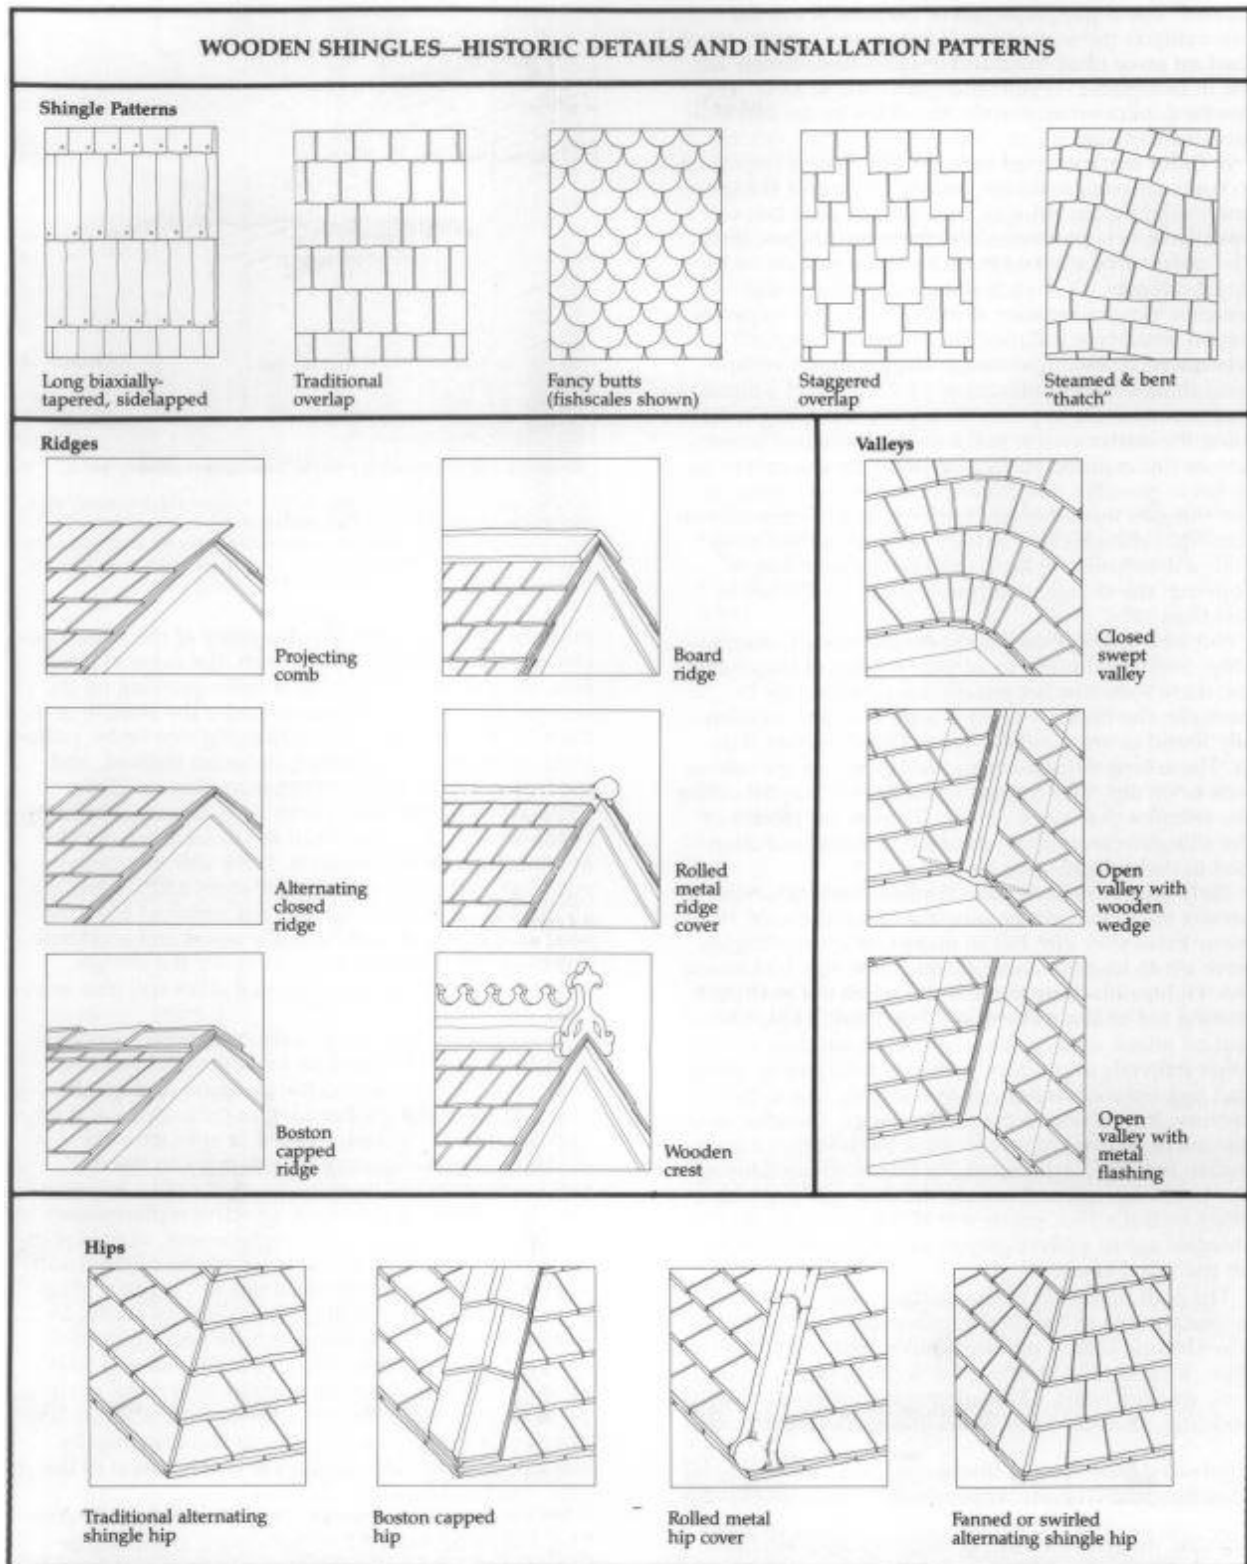 WOODEN SHINGLES—HISTORIC DETAILS AND INSTALLATION PATTERNS
Shingle Patterns
Long biaxially-
tapered, sidelapped
Traditional
overlap
Fancy butts
(fishscales shown)
Staggered
overlap
Steamed & bent
"thatch"
Ridges
Projecting
comb
Board
ridge
Alternating
closed
ridge
Rolled
metal
ridge
cover
Boston
capped
ridge
Wooden
crest
Valleys
Closed
swept
valley
Open
valley with
wooden
wedge
Open
valley with
metal
flashing
Hips
Traditional alternating
shingle hip
Boston capped
hip
Rolled metal
hip cover
Fanned or swirled
alternating shingle hip